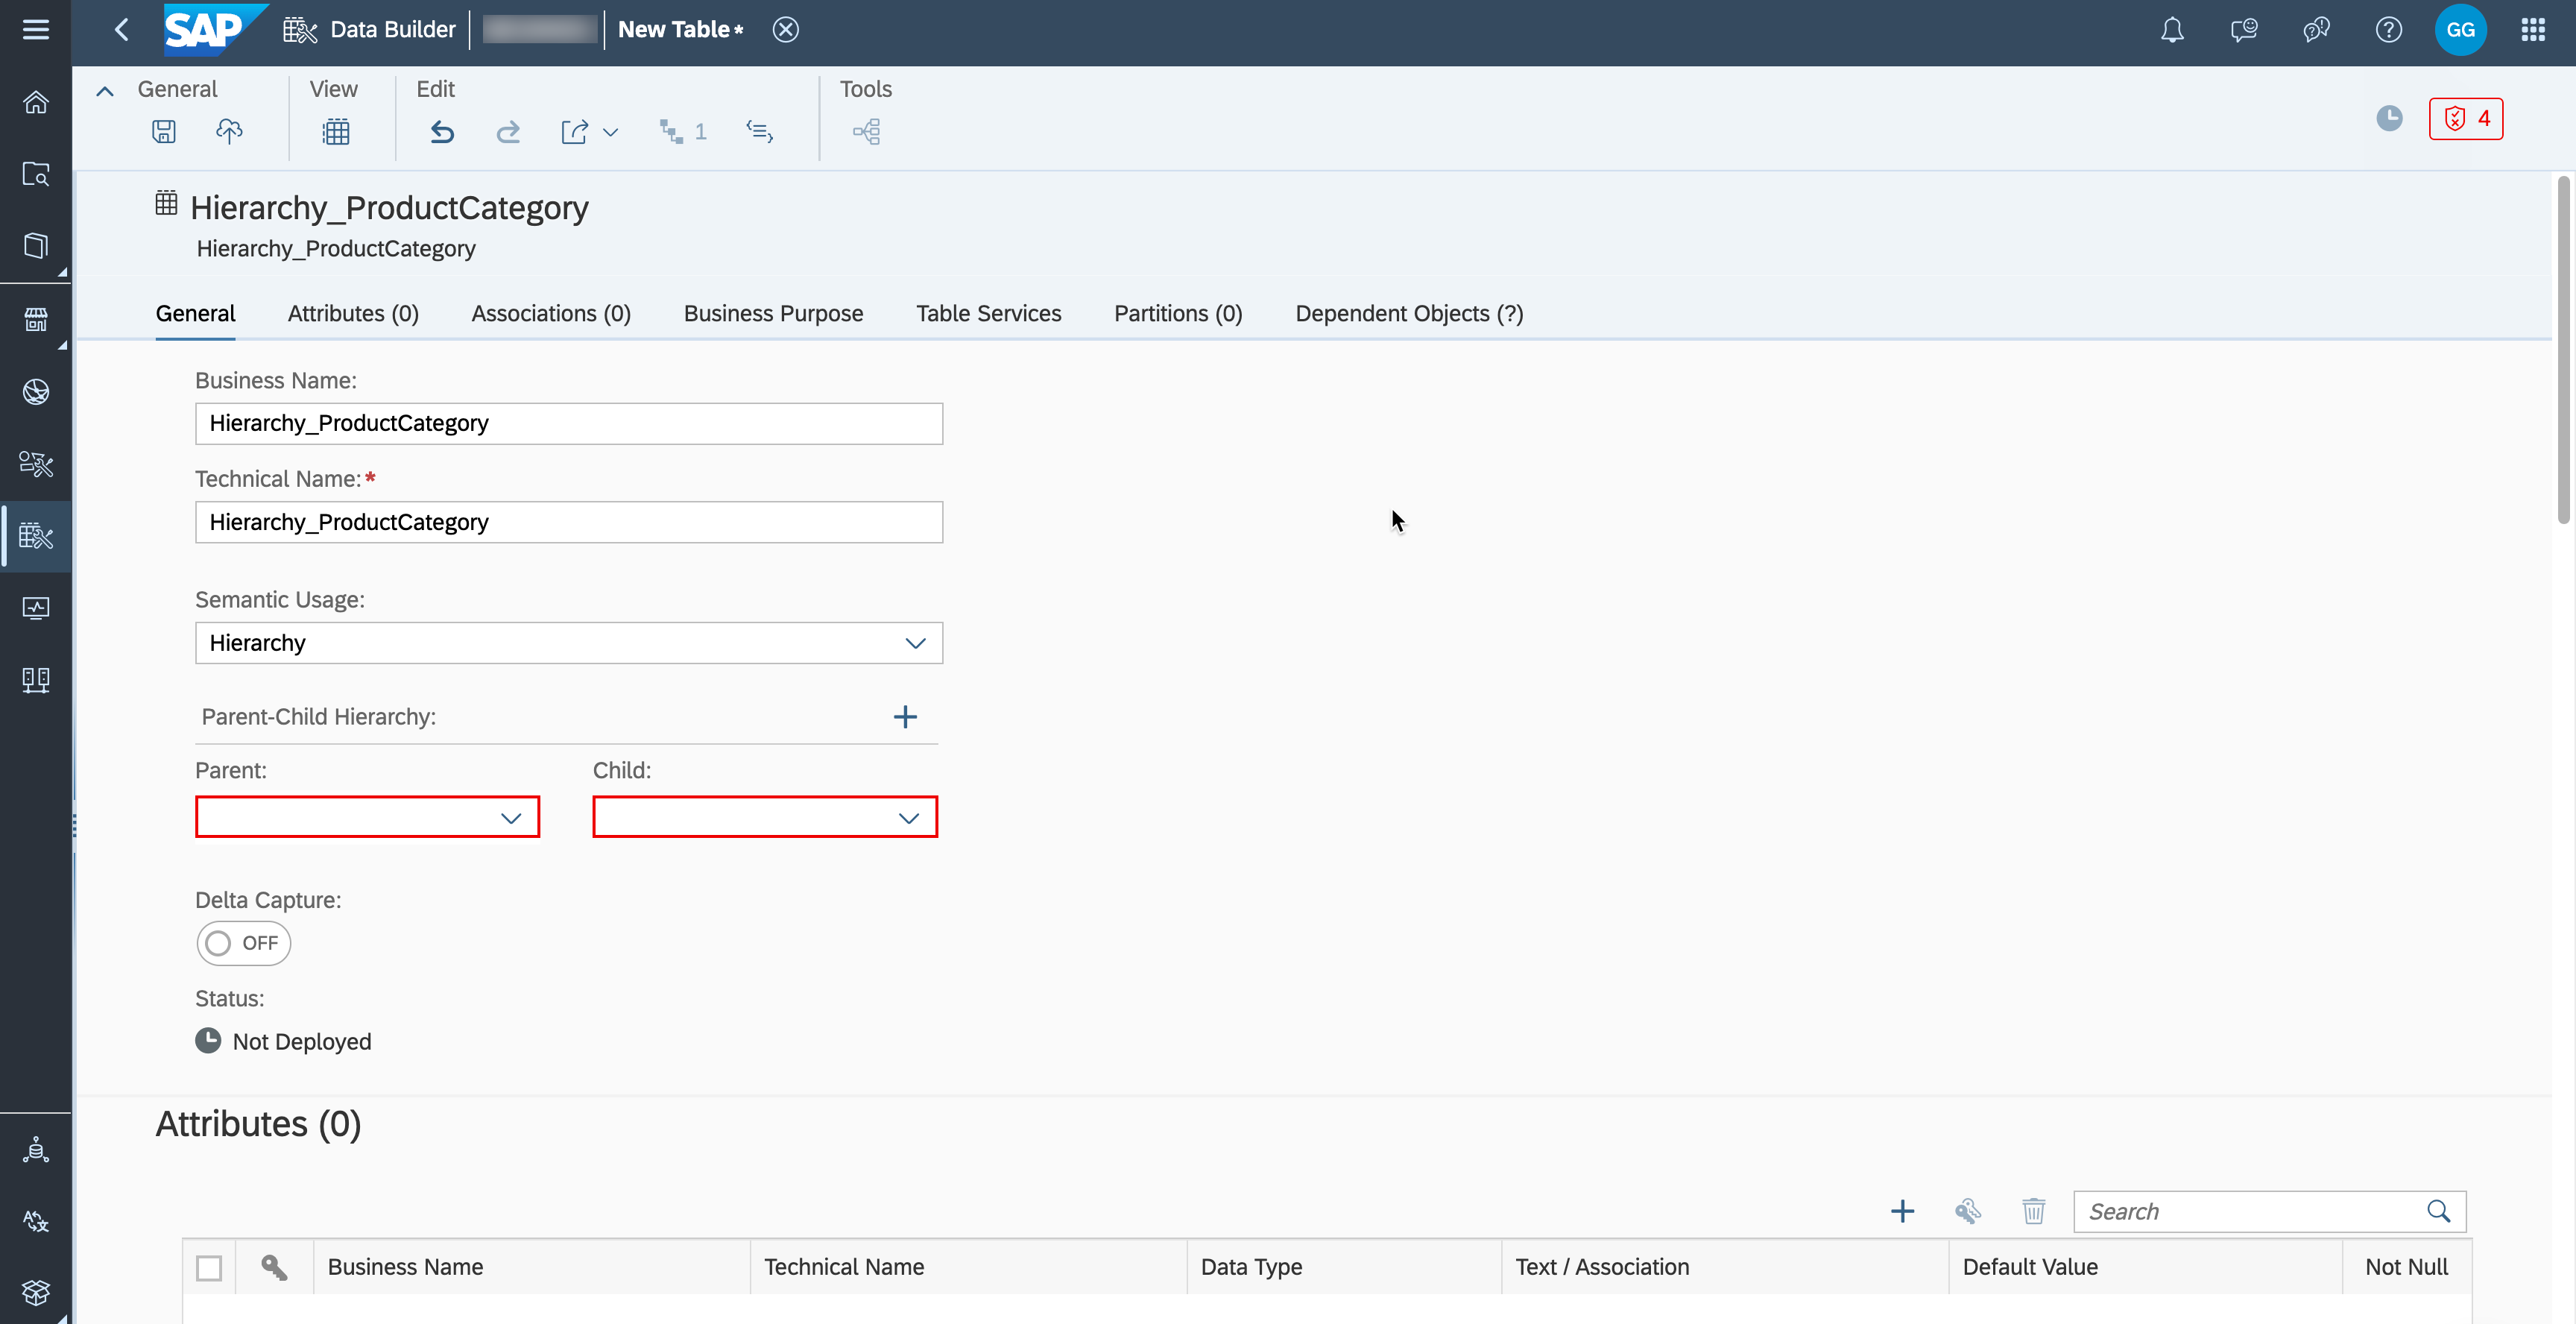 SAP Data Builder New Table* GG
General View Edit Tools
1 4
Hierarchy_ProductCategory
Hierarchy_ProductCategory
General Attributes (0) Associations (0) Business Purpose Table Services Partitions (0) Dependent Objects (?)
Business Name:
Hierarchy_ProductCategory
Technical Name:*
Hierarchy_ProductCategory
Semantic Usage:
Hierarchy
Parent-Child Hierarchy:
Parent: Child:
Delta Capture:
OFF
Status:
Not Deployed
Attributes (0)
Search
Business Name Technical Name Data Type Text / Association Default Value Not Null